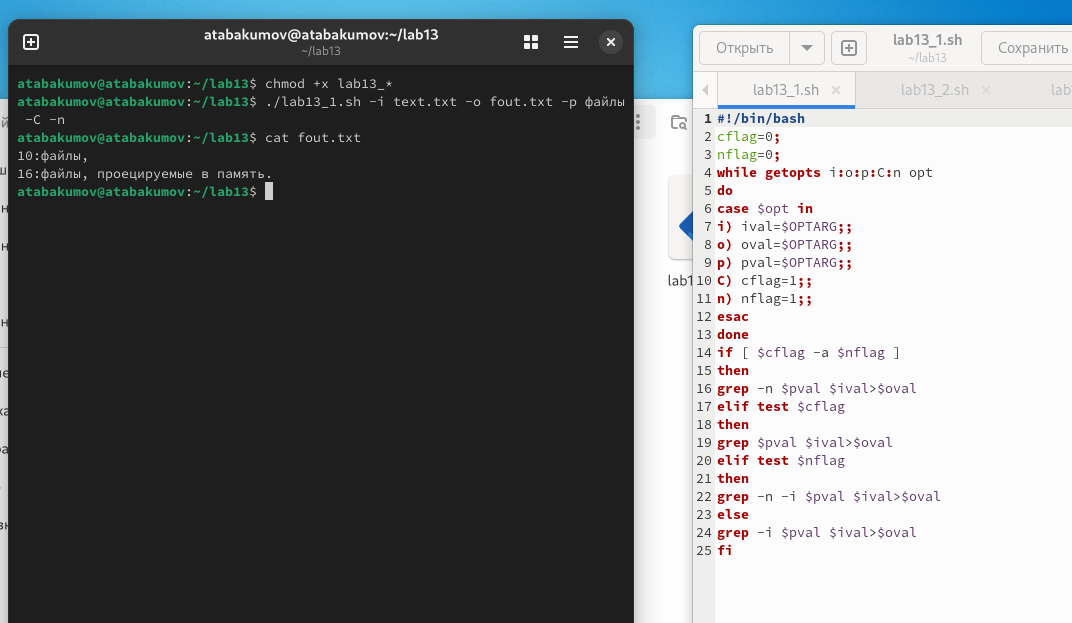 atabakumov@atabakumov:~/lab13
~/lab13
atabakumov@atabakumov:~/lab13$ chmod +x lab13_*
atabakumov@atabakumov:~/lab13$ ./lab13_1.sh -i text.txt -o fout.txt -p файлы
-C -n
atabakumov@atabakumov:~/lab13$ cat fout.txt
10:файлы,
16:файлы, проецируемые в память.
atabakumov@atabakumov:~/lab13$
Открыть
lab13_1.sh
~/lab13
Сохранить
lab13_1.sh
lab13_2.sh
1 #!/bin/bash
2 cflag=0;
3 nflag=0;
4 while getopts i:o:p:C:n opt
5 do
6 case $opt in
7 i) ival=$OPTARG;;
8 o) oval=$OPTARG;;
9 p) pval=$OPTARG;;
10 C) cflag=1;;
11 n) nflag=1;;
12 esac
13 done
14 if [ $cflag -a $nflag ]
15 then
16 grep -n $pval $ival>$oval
17 elif test $cflag
18 then
19 grep $pval $ival>$oval
20 elif test $nflag
21 then
22 grep -n -i $pval $ival>$oval
23 else
24 grep -i $pval $ival>$oval
25 fi